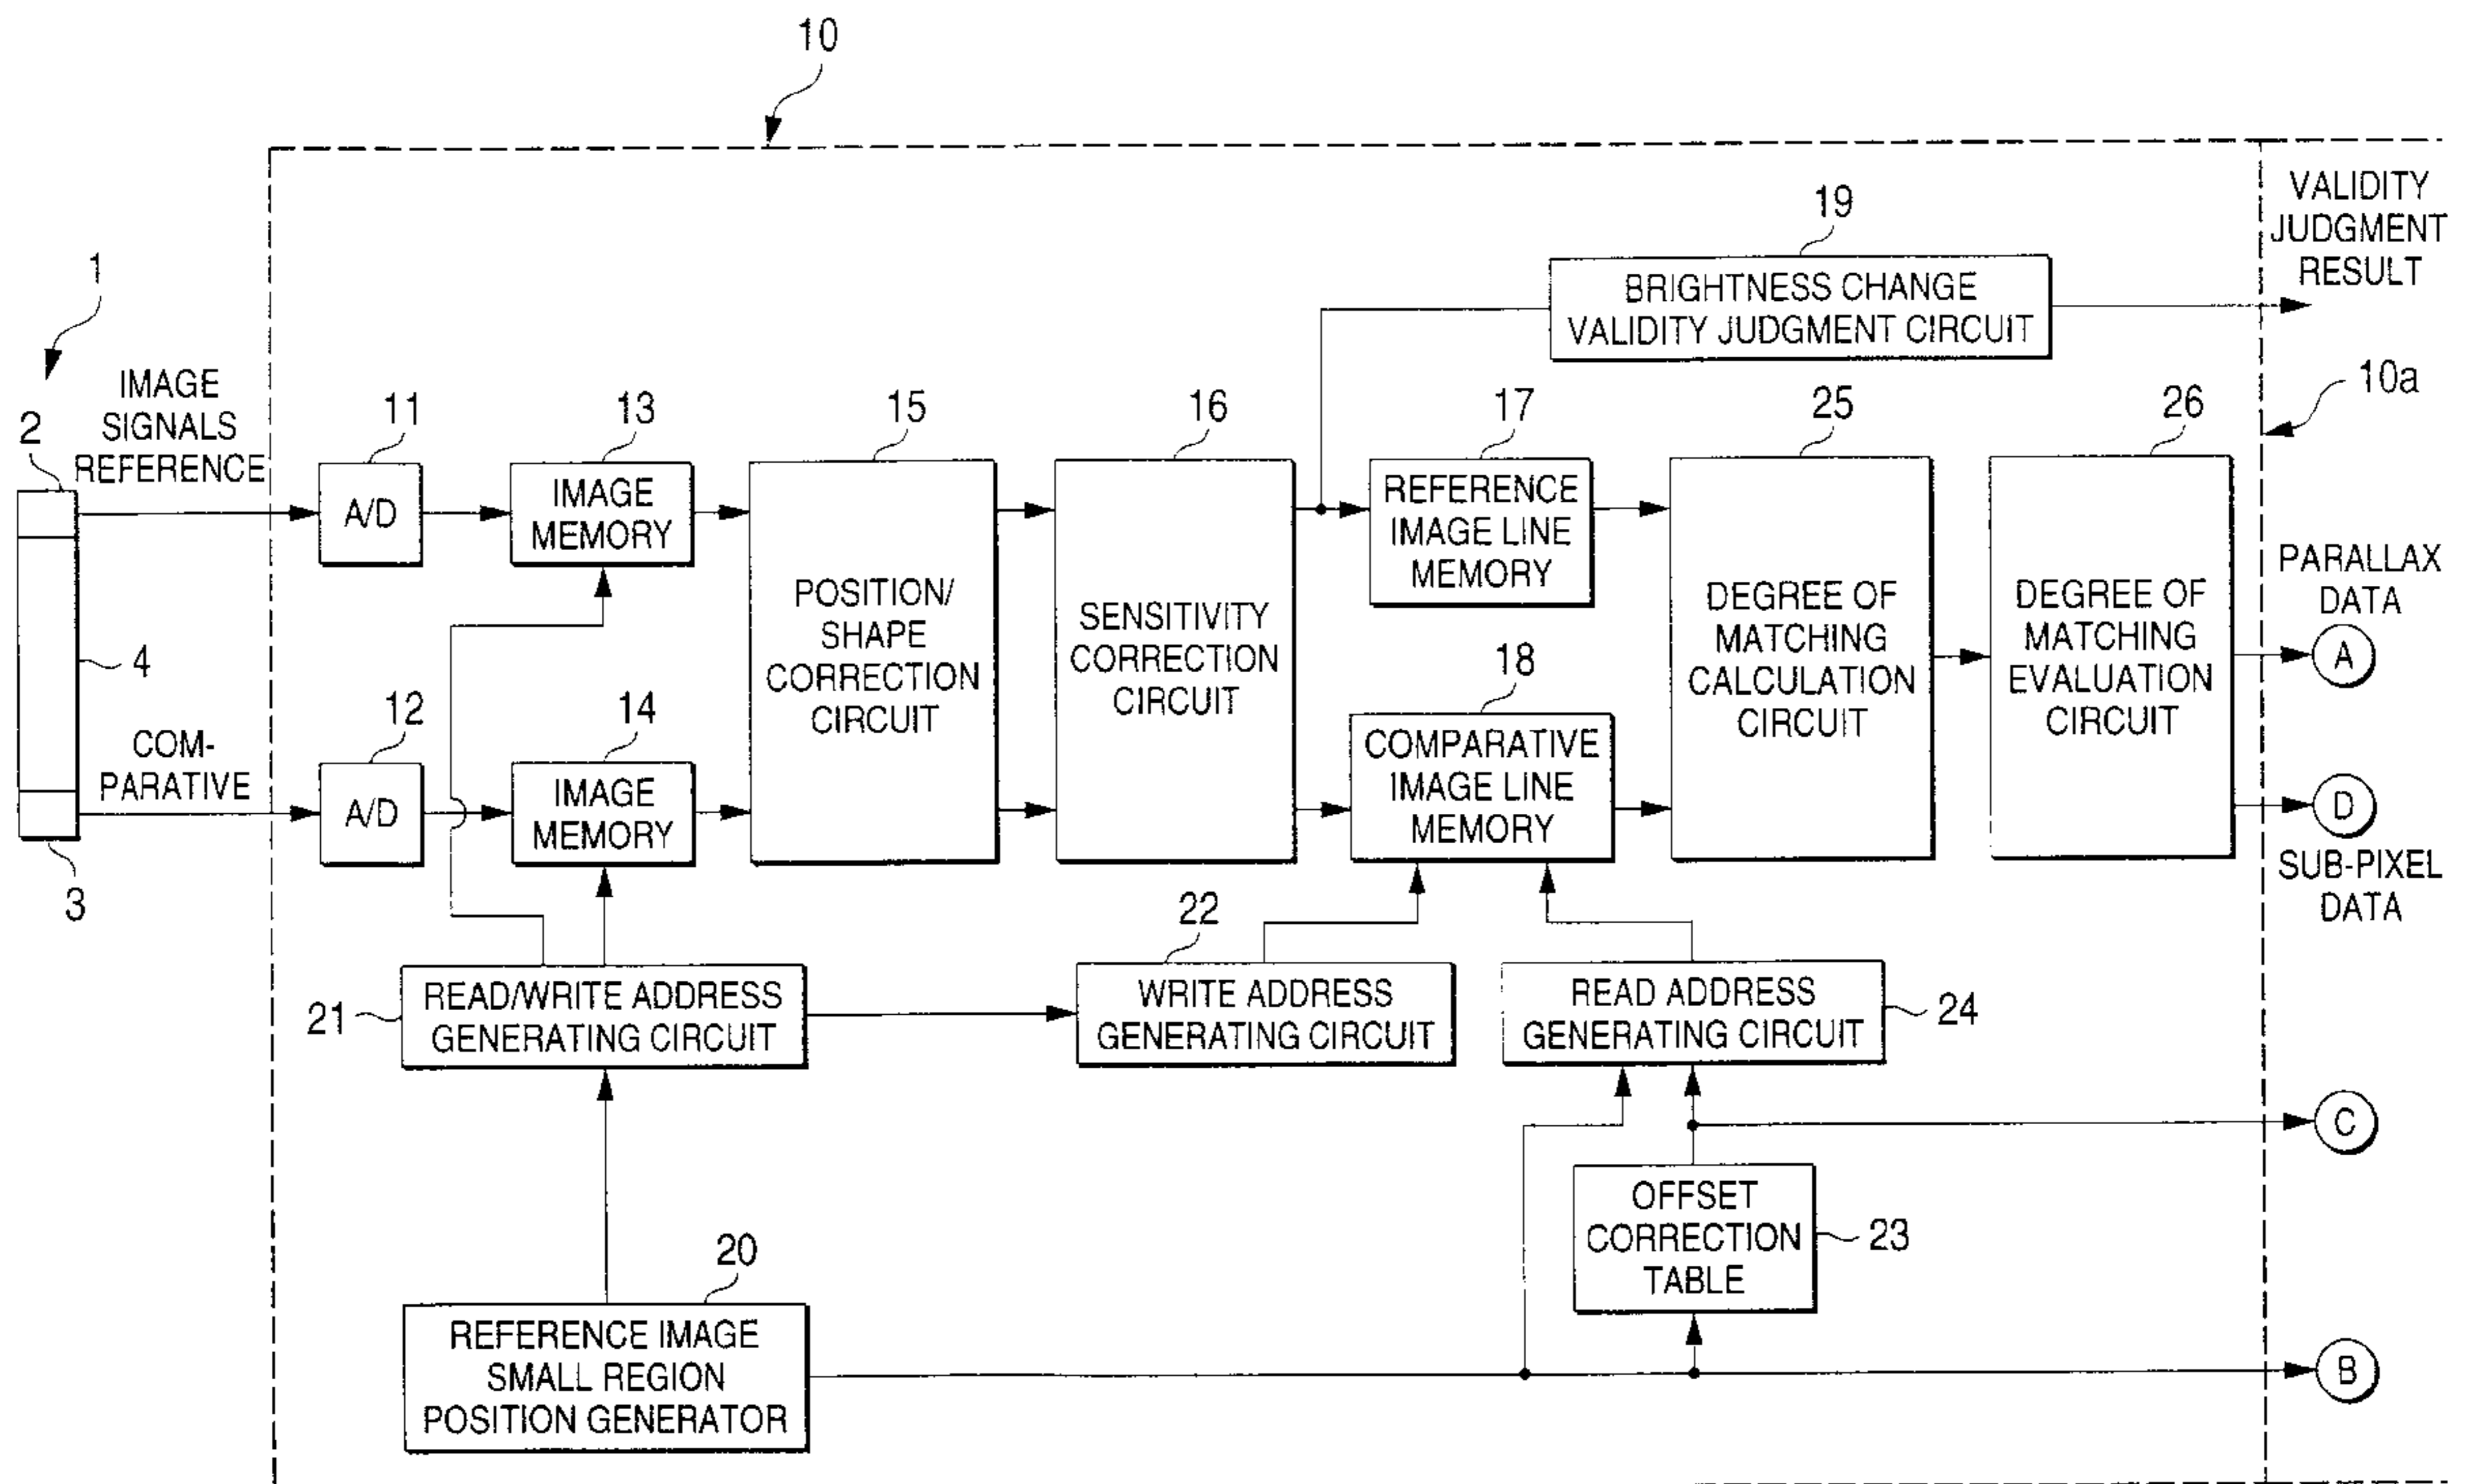 10
VALIDITY
JUDGMENT
RESULT
19
BRIGHTNESS CHANGE
VALIDITY JUDGMENT CIRCUIT
1
10a
IMAGE
SIGNALS
REFERENCE
2
11
13
15
16
17
25
26
A/D
IMAGE
MEMORY
POSITION/
SHAPE
CORRECTION
CIRCUIT
SENSITIVITY
CORRECTION
CIRCUIT
REFERENCE
IMAGE LINE
MEMORY
DEGREE OF
MATCHING
CALCULATION
CIRCUIT
DEGREE OF
MATCHING
EVALUATION
CIRCUIT
PARALLAX
DATA
A
4
COM-
PARATIVE
3
12
14
18
A/D
IMAGE
MEMORY
COMPARATIVE
IMAGE LINE
MEMORY
D
SUB-PIXEL
DATA
21
READ/WRITE ADDRESS
GENERATING CIRCUIT
22
WRITE ADDRESS
GENERATING CIRCUIT
READ ADDRESS
GENERATING CIRCUIT
24
C
OFFSET
CORRECTION
TABLE
23
20
REFERENCE IMAGE
SMALL REGION
POSITION GENERATOR
B